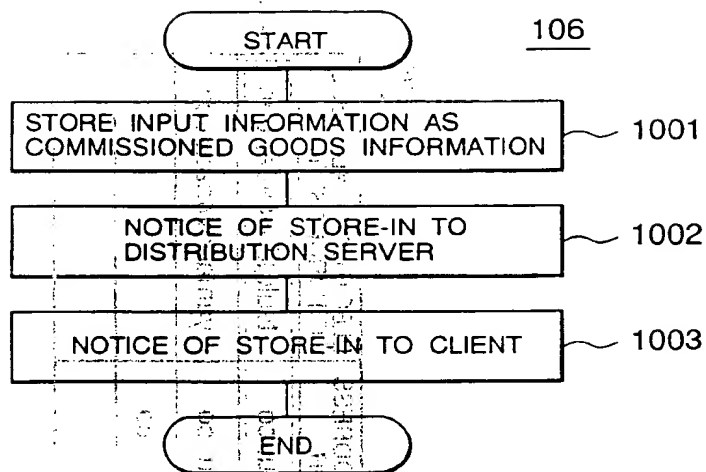 START
106
STORE INPUT INFORMATION AS
COMMISSIONED GOODS INFORMATION
1001
NOTICE OF STORE-IN TO
DISTRIBUTION SERVER
1002
NOTICE OF STORE-IN TO CLIENT
1003
END